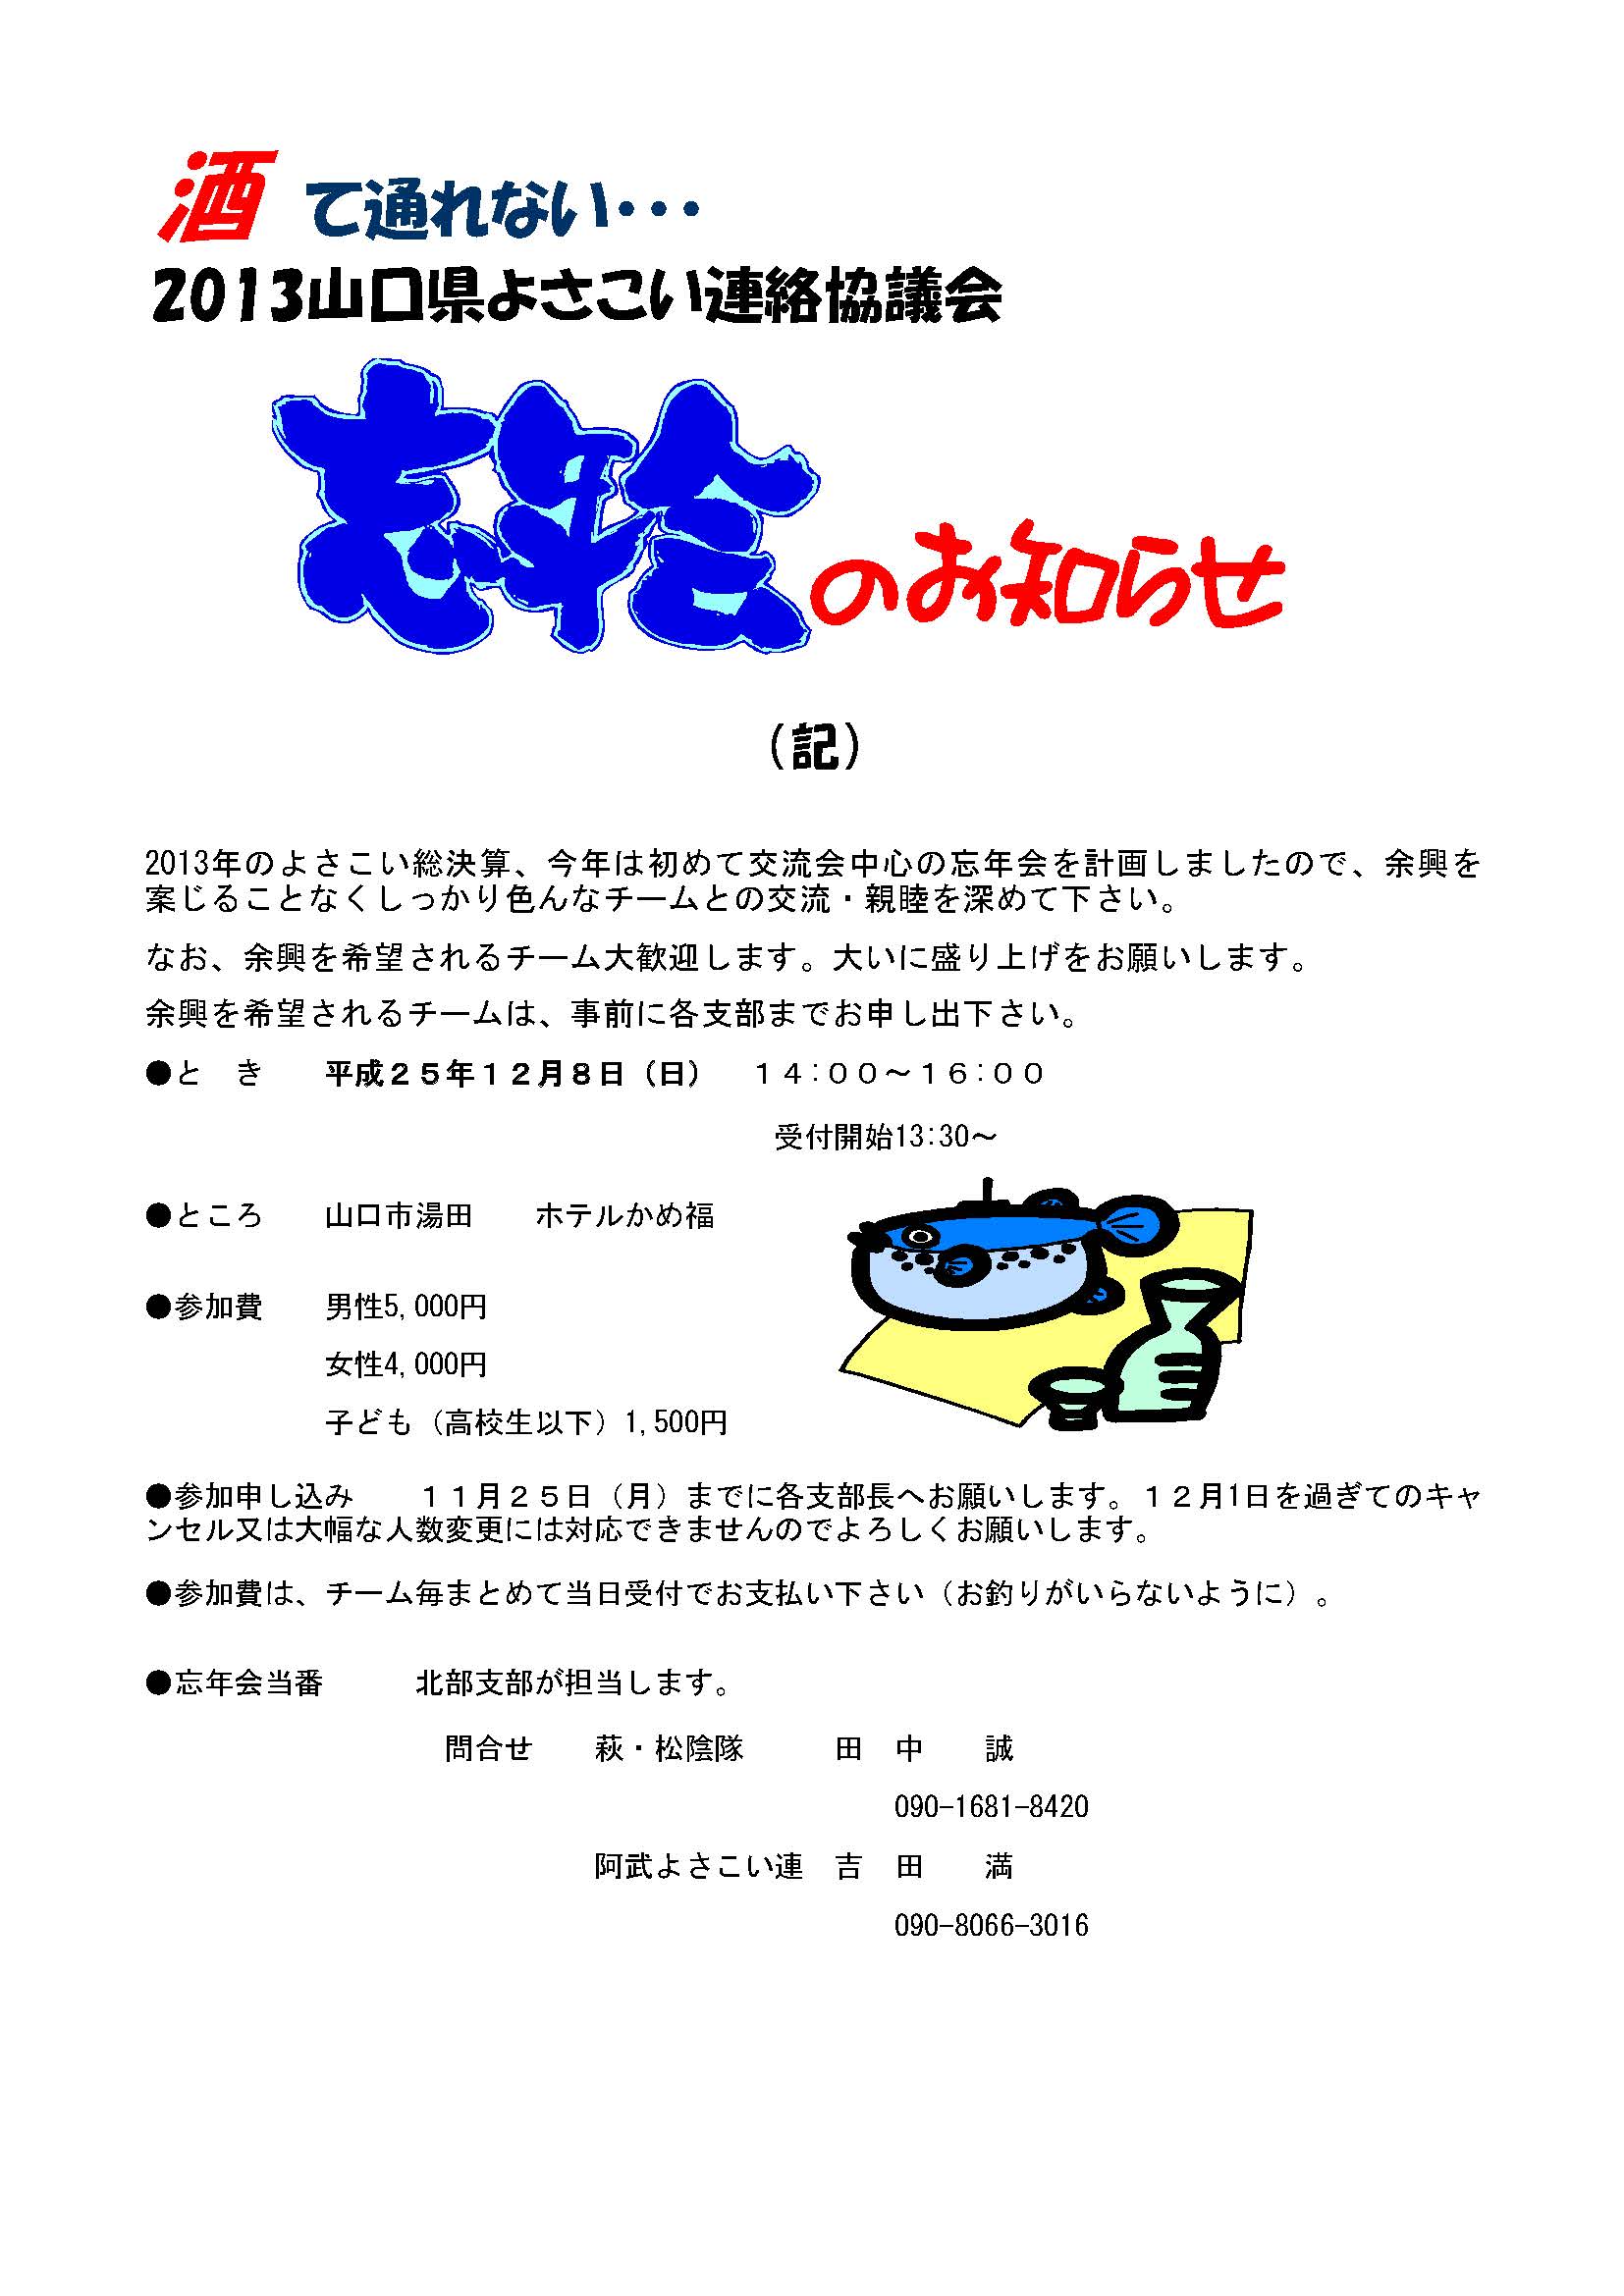 酒て通れない・・・
2013山口県よさこい連絡協議会
忘年会のお知らせ
（記）
2013年のよさこい総決算、今年は初めて交流会中心の忘年会を計画しましたので、余興を
案じることなくしっかり色んなチームとの交流・親睦を深めて下さい。
なお、余興を希望されるチーム大歓迎します。大いに盛り上げをお願いします。
余興を希望されるチームは、事前に各支部までお申し出下さい。
●と　き　　平成２５年１２月８日（日）　１４：００～１６：００
受付開始13:30～
●ところ　　山口市湯田　　ホテルかめ福
●参加費　　男性5,000円
女性4,000円
子ども（高校生以下）1,500円
●参加申し込み　　１１月２５日（月）までに各支部長へお願いします。１２月1日を過ぎてのキャ
ンセル又は大幅な人数変更には対応できませんのでよろしくお願いします。
●参加費は、チーム毎まとめて当日受付でお支払い下さい（お釣りがいらないように）。
●忘年会当番　　　北部支部が担当します。
問合せ　　萩・松陰隊　　　田　中　　誠
090-1681-8420
阿武よさこい連　吉　田　　満
090-8066-3016